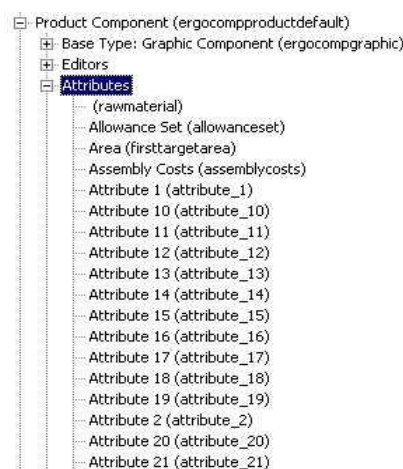 Product Component (ergocompproductdefault)
Base Type: Graphic Component (ergocompgraphic)
Editors
Attributes
(rawmaterial)
Allowance Set (allowanceset)
Area (firsttargetarea)
Assembly Costs (assemblycosts)
Attribute 1 (attribute_1)
Attribute 10 (attribute_10)
Attribute 11 (attribute_11)
Attribute 12 (attribute_12)
Attribute 13 (attribute_13)
Attribute 14 (attribute_14)
Attribute 15 (attribute_15)
Attribute 16 (attribute_16)
Attribute 17 (attribute_17)
Attribute 18 (attribute_18)
Attribute 19 (attribute_19)
Attribute 2 (attribute_2)
Attribute 20 (attribute_20)
Attribute 21 (attribute_21)